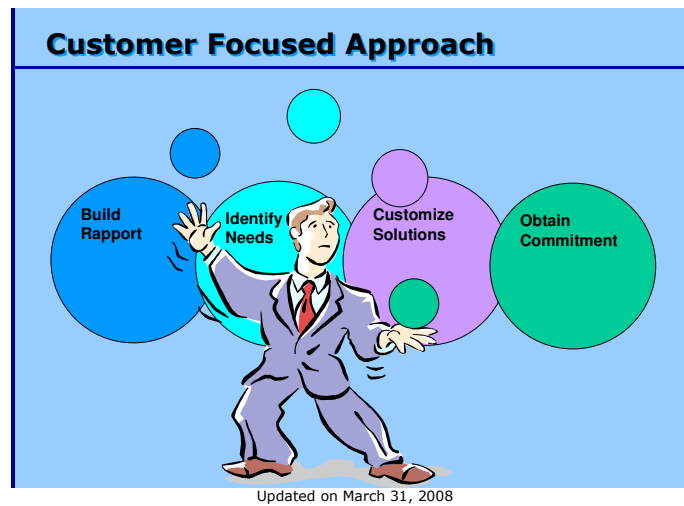 Customer Focused Approach
Build
Rapport
Identify
Needs
Customize
Solutions
Obtain
Commitment
Updated on March 31, 2008